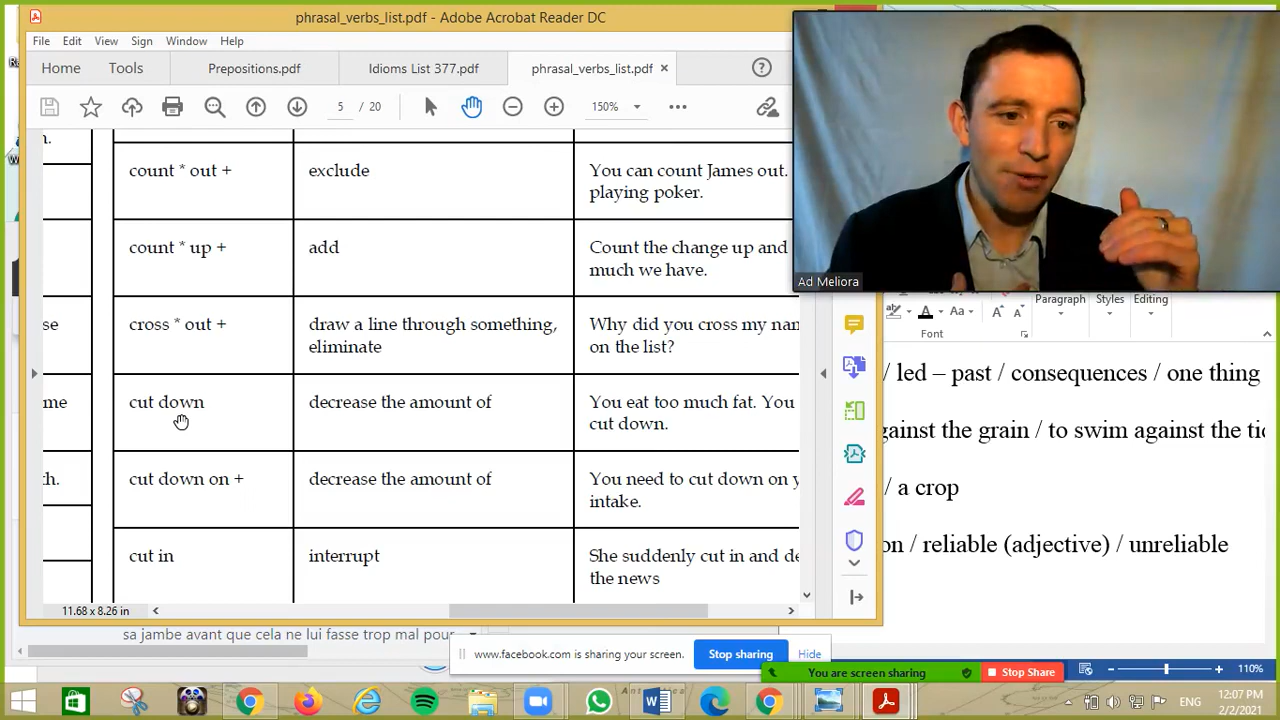 phrasal_verbs_list.pdf - Adobe Acrobat Reader DC
File Edit View Sign Window Help
Home Tools Prepositions.pdf Idioms List 377.pdf phrasal_verbs_list.pdf ×
5 / 20 150%
count * out + exclude You can count James out.
playing poker.
count * up + add Count the change up and
much we have.
se cross * out + draw a line through something, Why did you cross my nam
eliminate on the list?
me cut down decrease the amount of You eat too much fat. You
cut down.
th. cut down on + decrease the amount of You need to cut down on y
intake.
cut in interrupt She suddenly cut in and de
the news
11.68 x 8.26 in
Ad Meliora
Paragraph Styles Editing
A Aa A A
Font
/ led – past / consequences / one thing
gainst the grain / to swim against the tid
/ a crop
on / reliable (adjective) / unreliable
sa jambe avant que cela ne lui fasse trop mal pour
www.facebook.com is sharing your screen. Stop sharing Hide
You are screen sharing Stop Share
110%
ENG
12:07 PM
2/2/2021